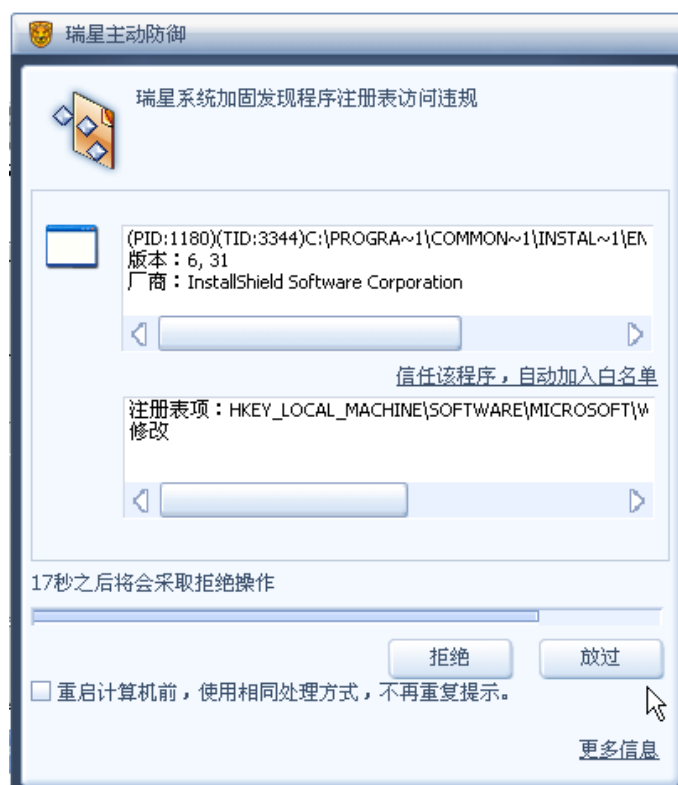 瑞星主动防御
瑞星系统加固发现程序注册表访问违规
(PID:1180)(TID:3344)C:\PROGRA~1\COMMON~1\INSTAL~1\EN
版本：6, 31
厂商：InstallShield Software Corporation
信任该程序，自动加入白名单
注册表项：HKEY_LOCAL_MACHINE\SOFTWARE\MICROSOFT\W
修改
17秒之后将会采取拒绝操作
拒绝
放过
重启计算机前，使用相同处理方式，不再重复提示。
更多信息